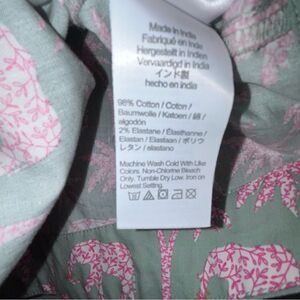 Made in India
Fabriqué en Inde
Hergestellt in Indien
Vervaardigd in India
インド製
hecho en india
98% Cotton / Coton /
Baumwolle / Katoen / 綿 /
algodón
2% Elastane / Élasthanne /
Elastan / Elastaan / ポリウ
レタン / elastano
Machine Wash Cold With Like
Colors. Non-Chlorine Bleach
Only. Tumble Dry Low. Iron on
Lowest Setting.